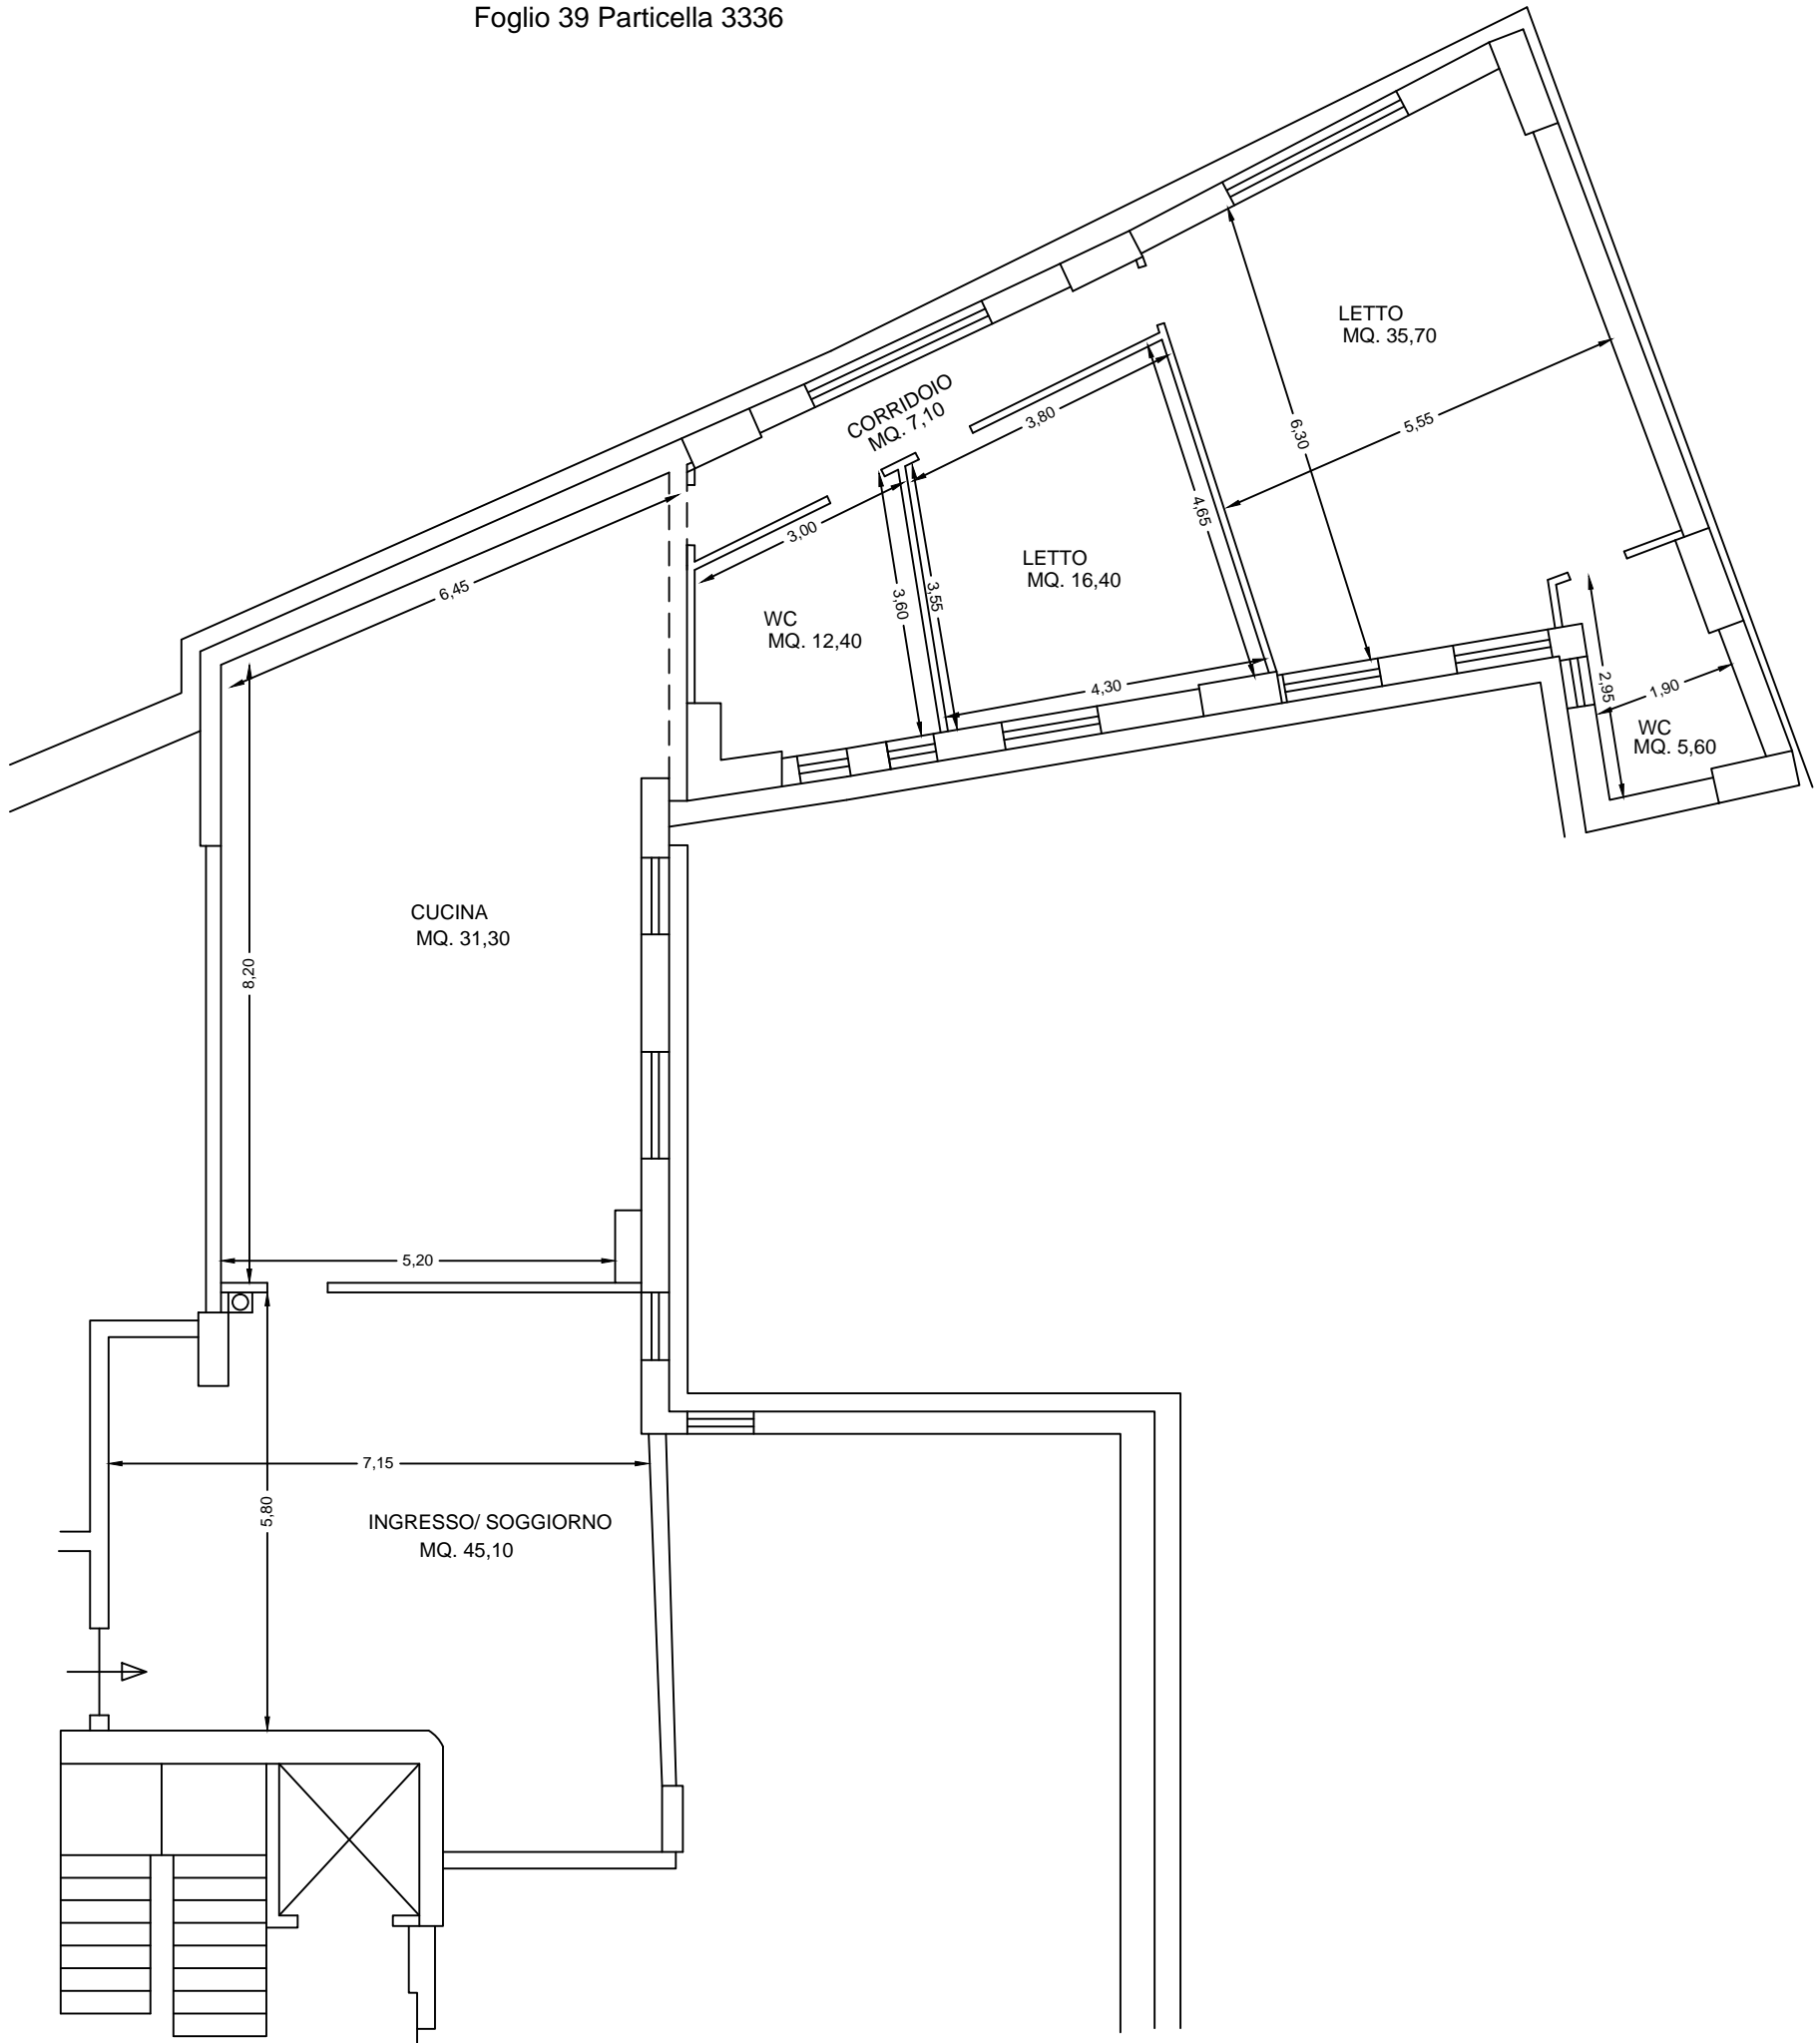 Foglio 39 Particella 3336
LETTO
MQ. 35,70
6,30
5,55
CORRIDOIO
MQ. 7,10
3,80
4,65
3,00
3,60
3,55
LETTO
MQ. 16,40
WC
MQ. 12,40
4,30
6,45
2,95
1,90
WC
MQ. 5,60
CUCINA
MQ. 31,30
8,20
5,20
7,15
5,80
INGRESSO/ SOGGIORNO
MQ. 45,10